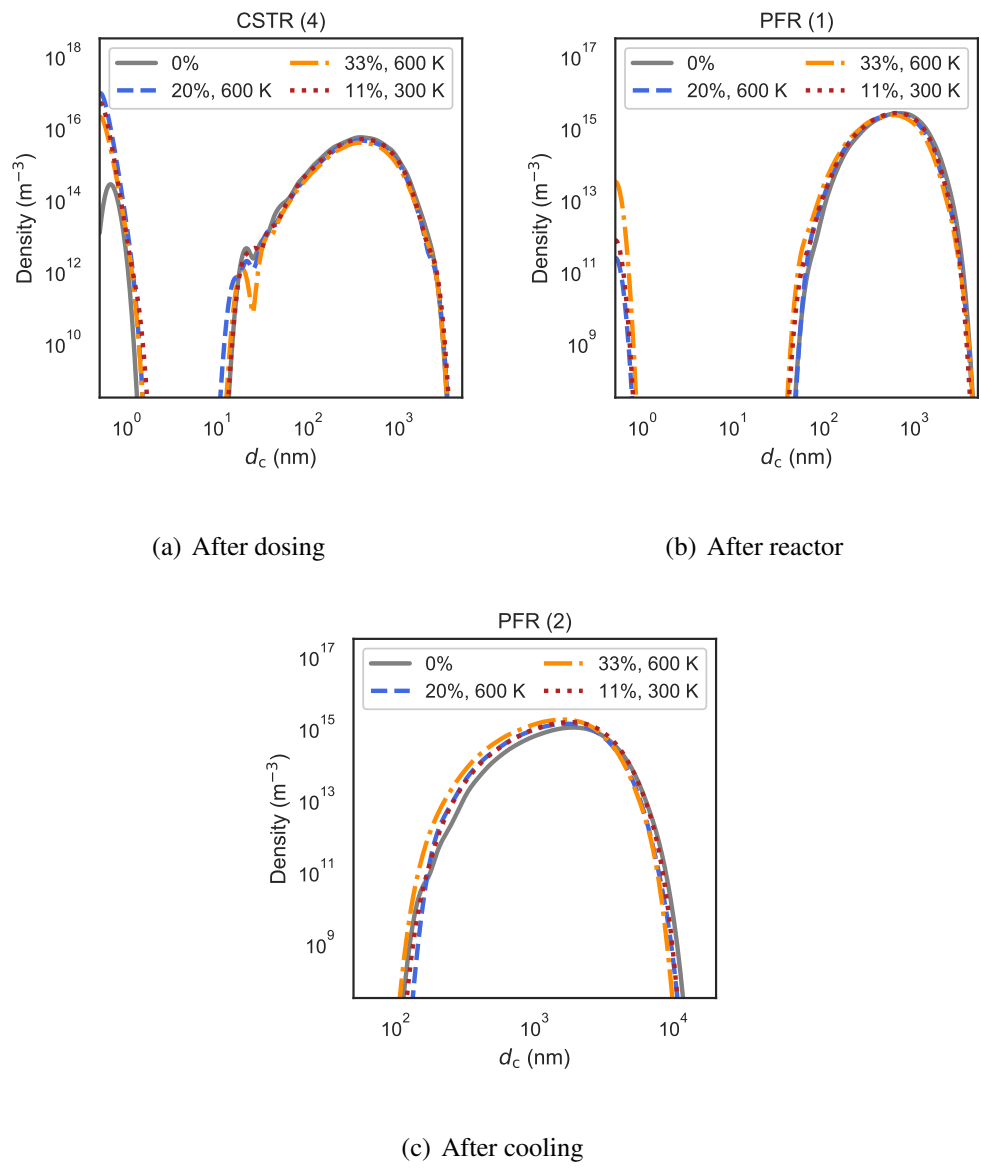 CSTR (4)
0%
20%, 600 K
33%, 600 K
11%, 300 K
10^18
10^16
10^14
10^12
10^10
Density (m^−3)
10^0
10^1
10^2
10^3
d_c (nm)
(a) After dosing
PFR (1)
0%
20%, 600 K
33%, 600 K
11%, 300 K
10^17
10^15
10^13
10^11
10^9
Density (m^−3)
10^0
10^1
10^2
10^3
d_c (nm)
(b) After reactor
PFR (2)
0%
20%, 600 K
33%, 600 K
11%, 300 K
10^17
10^15
10^13
10^11
10^9
Density (m^−3)
10^2
10^3
10^4
d_c (nm)
(c) After cooling